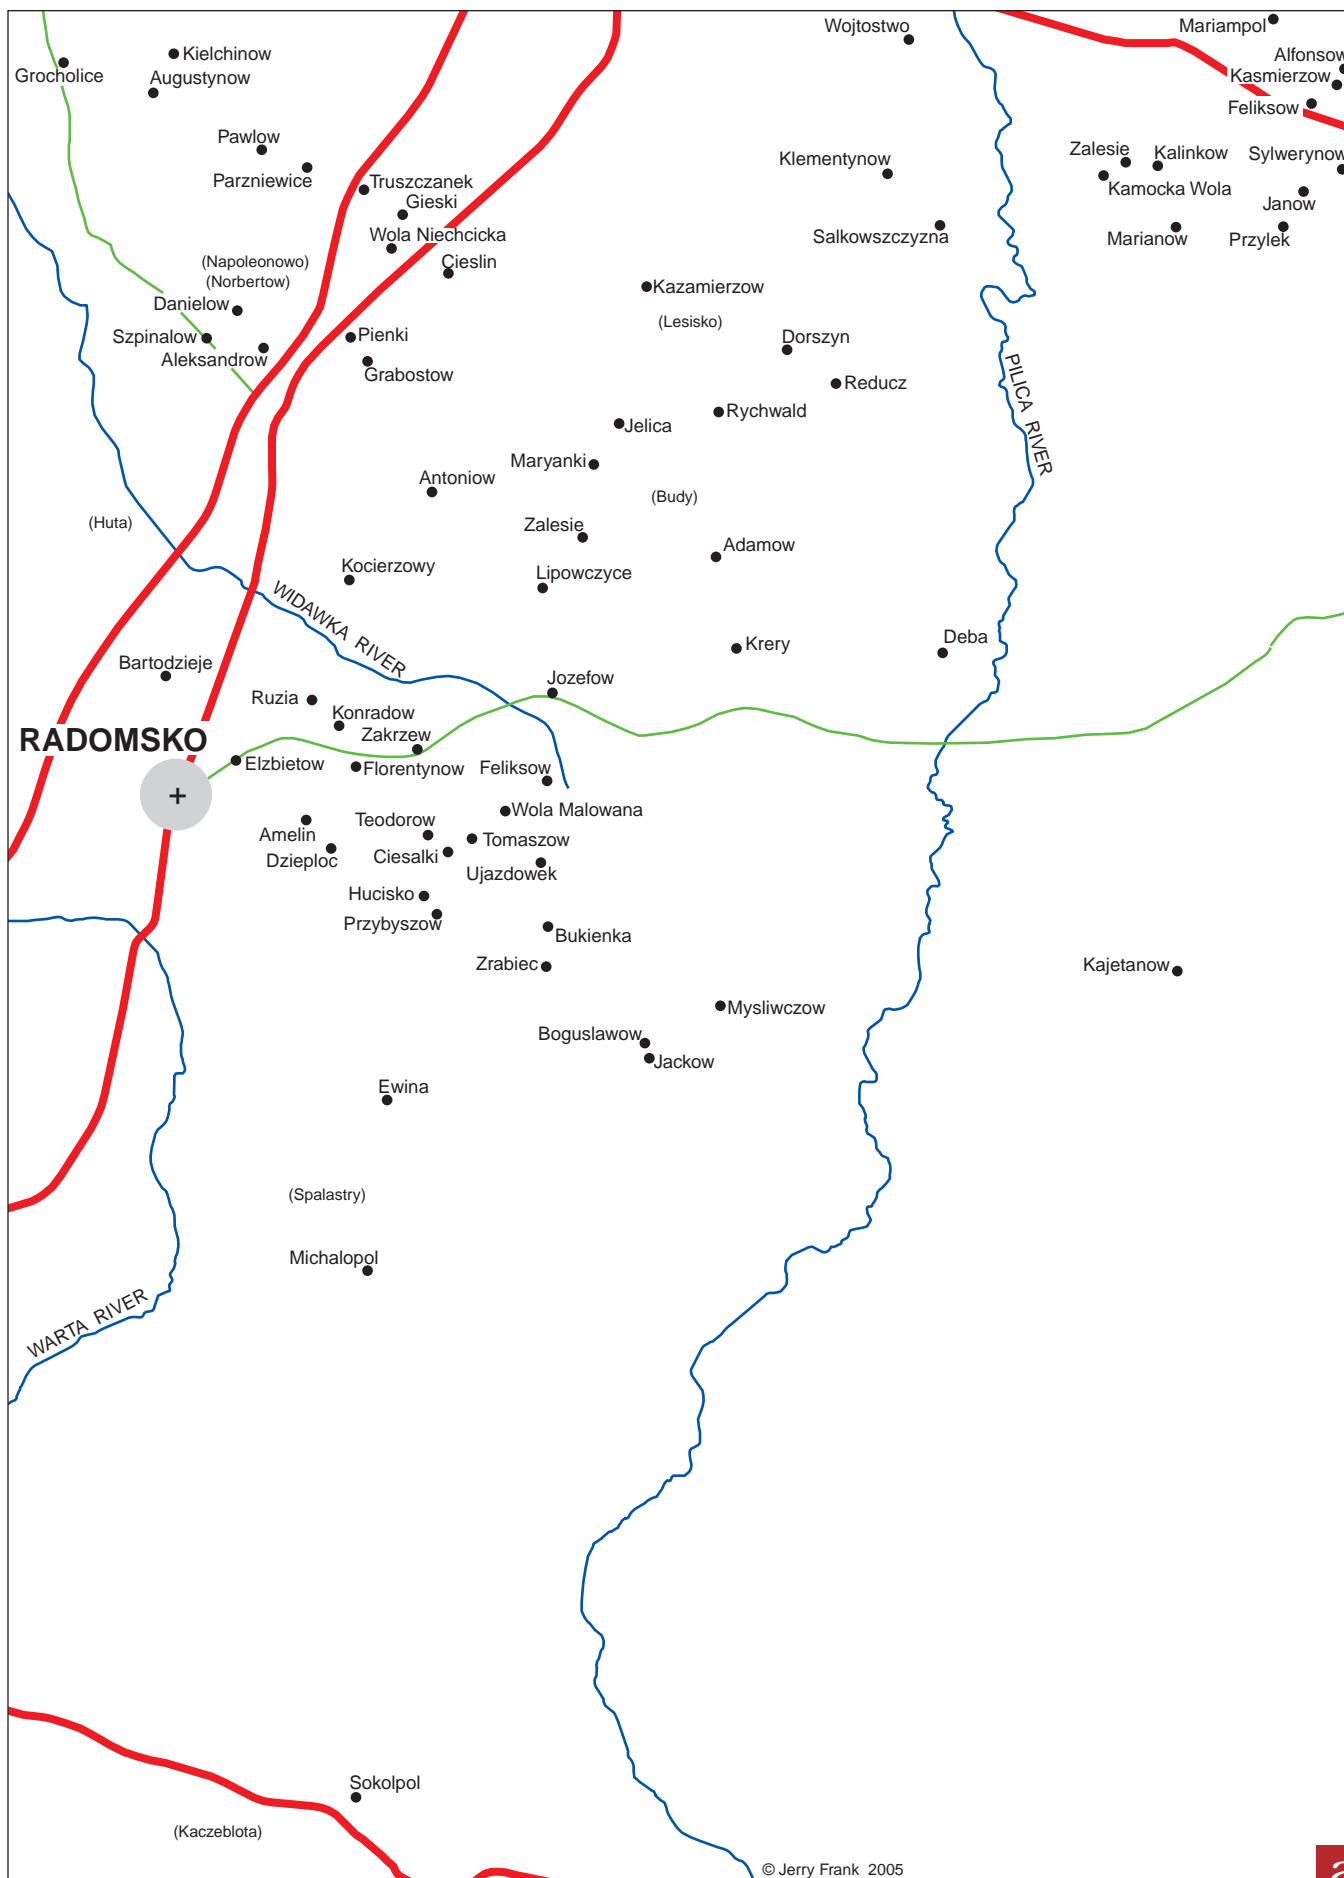 Wojtostwo
Mariampol
Kielchinow
Alfonsow
Grocholice
Augustynow
Kasmierzow
Feliksow
Pawlow
Zalesie
Kalinkow
Sylwerynow
Klementynow
Parzniewice
Truszczanek
Kamocka Wola
Gieski
Janow
Wola Niechcicka
Salkowszczyzna
Marianow
Przylek
(Napoleonowo)
Cieslin
(Norbertow)
Kazamierzow
Danielow
(Lesisko)
Szpinalow
Pienki
Dorszyn
Aleksandrow
Grabostow
Reducz
PILICA RIVER
Rychwald
Jelica
Maryanki
Antoniow
(Budy)
(Huta)
Zalesie
Adamow
Kocierzowy
Lipowczyce
WIDAWKA RIVER
Deba
Krery
Bartodzieje
Jozefow
Ruzia
Konradow
Zakrzew
RADOMSKO
Elzbietow
Florentynow
Feliksow
Wola Malowana
Teodorow
Amelin
Tomaszow
Dzieploc
Ciesalki
Ujazdowek
Hucisko
Przybyszow
Bukienka
Zrabiec
Kajetanow
Mysliwczow
Boguslawow
Jackow
Ewina
(Spalastry)
Michalopol
WARTA RIVER
Sokolpol
(Kaczeblota)
© Jerry Frank 2005
a